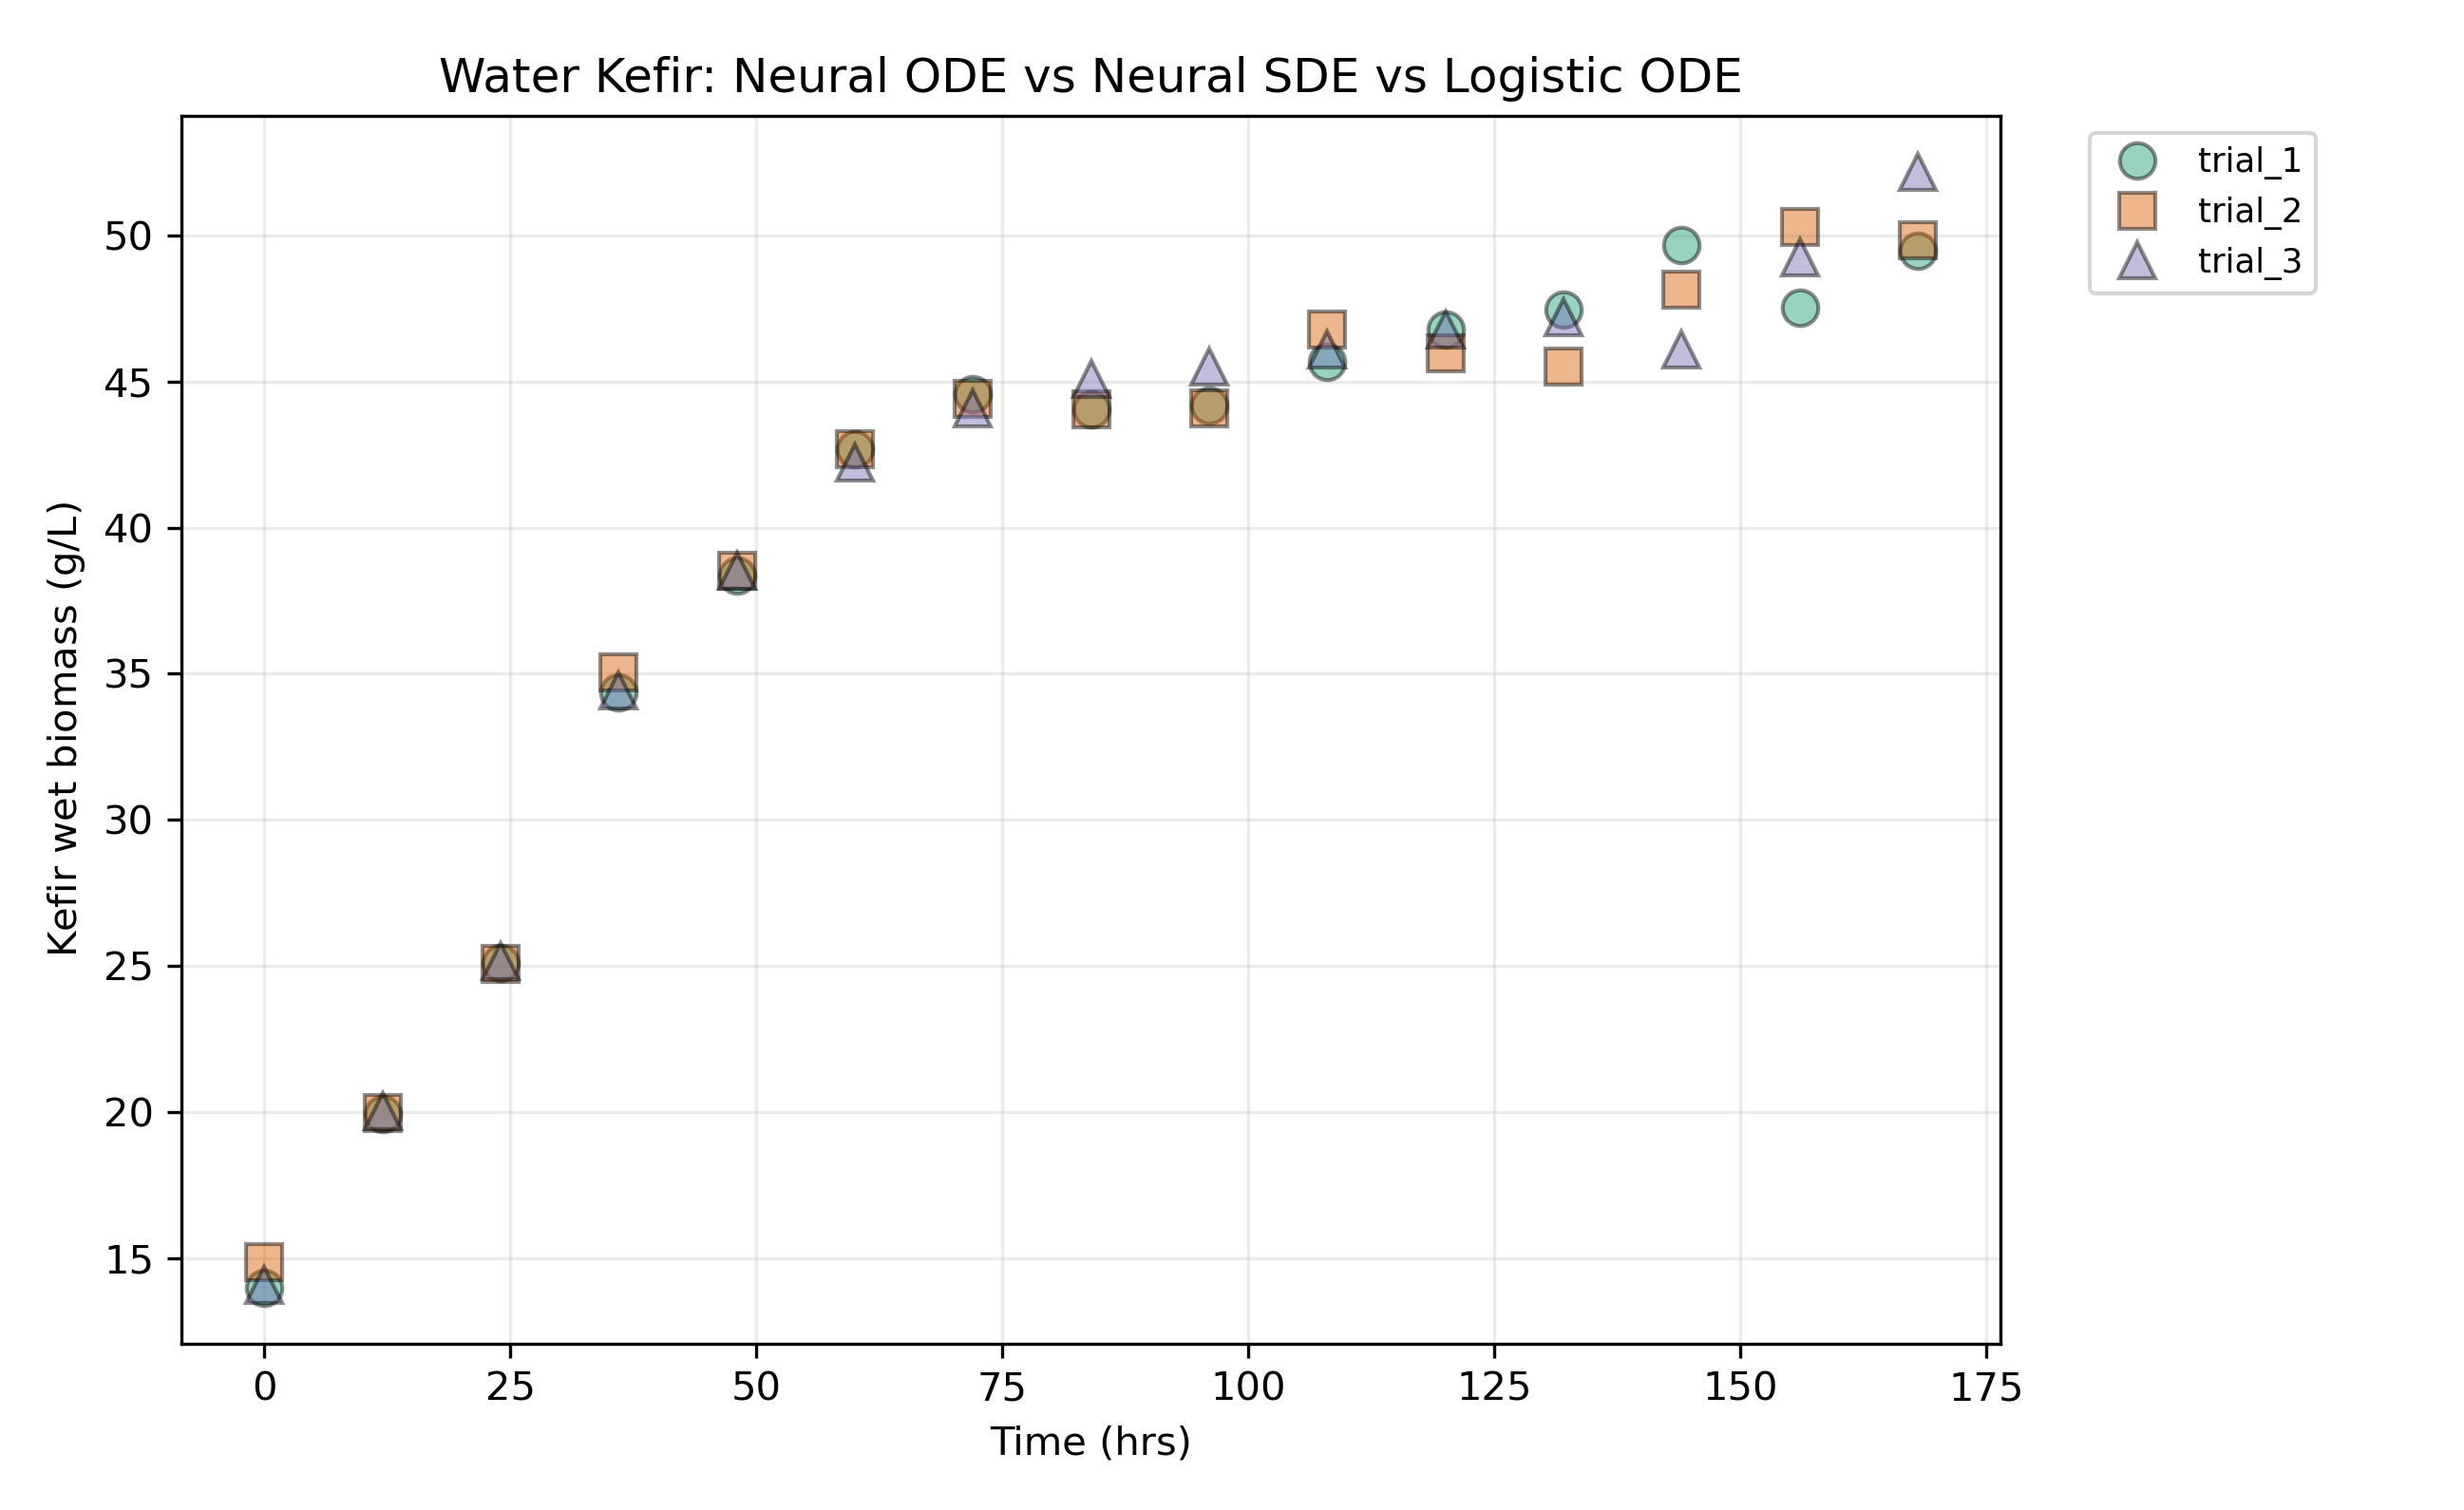 Water Kefir: Neural ODE vs Neural SDE vs Logistic ODE
trial_1
trial_2
trial_3
Kefir wet biomass (g/L)
50
45
40
35
30
25
20
15
0 25 50 75 100 125 150 175
Time (hrs)